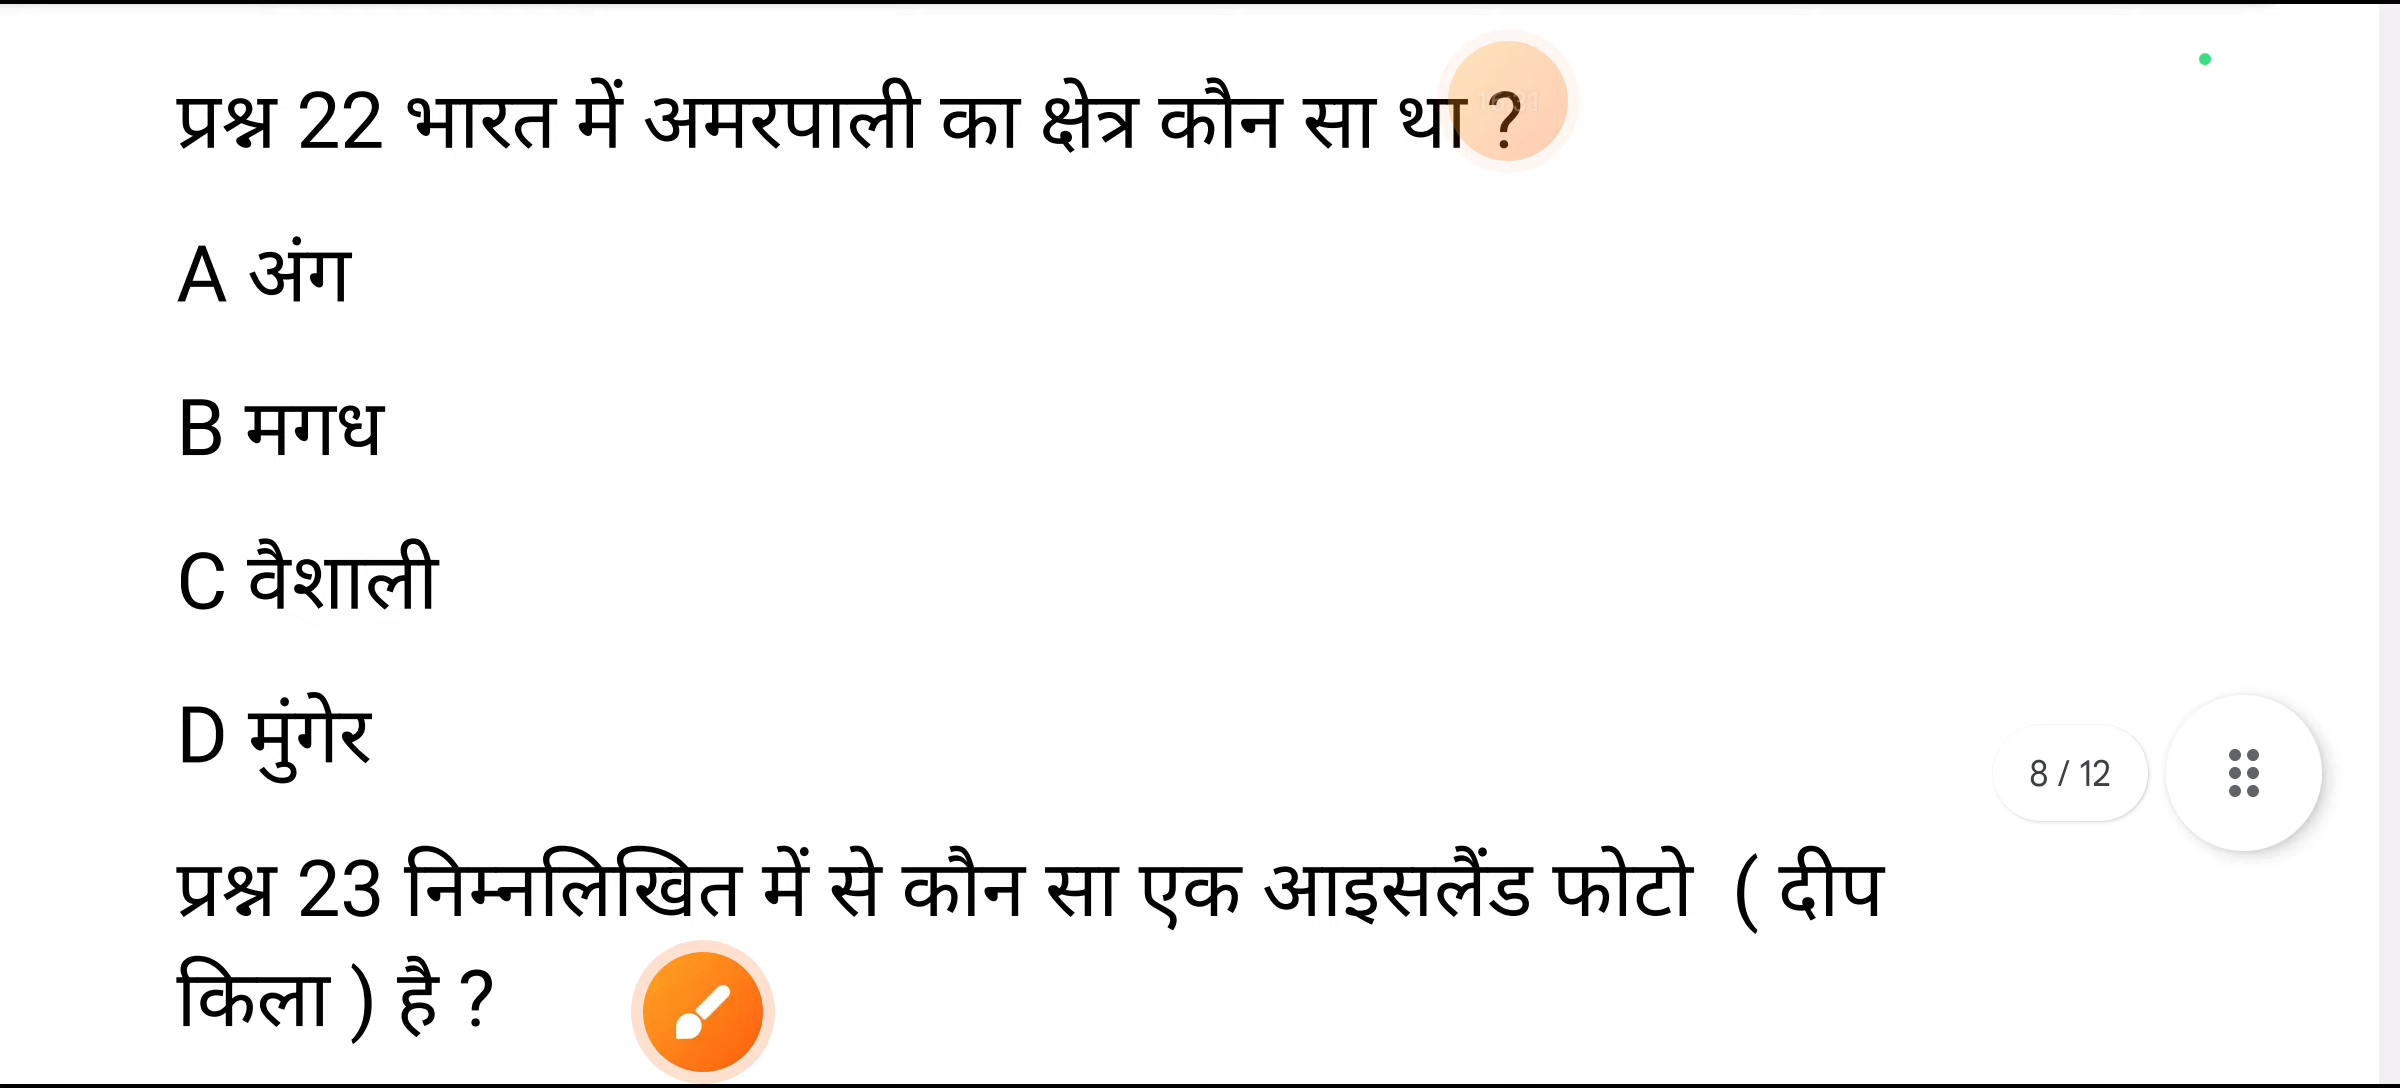 प्रश्न 22 भारत में अमरपाली का क्षेत्र कौन सा था ?
A अंग
B मगध
C वैशाली
D मुंगेर
8 / 12
प्रश्न 23 निम्नलिखित में से कौन सा एक आइसलैंड फोटो ( दीप
किला ) है ?